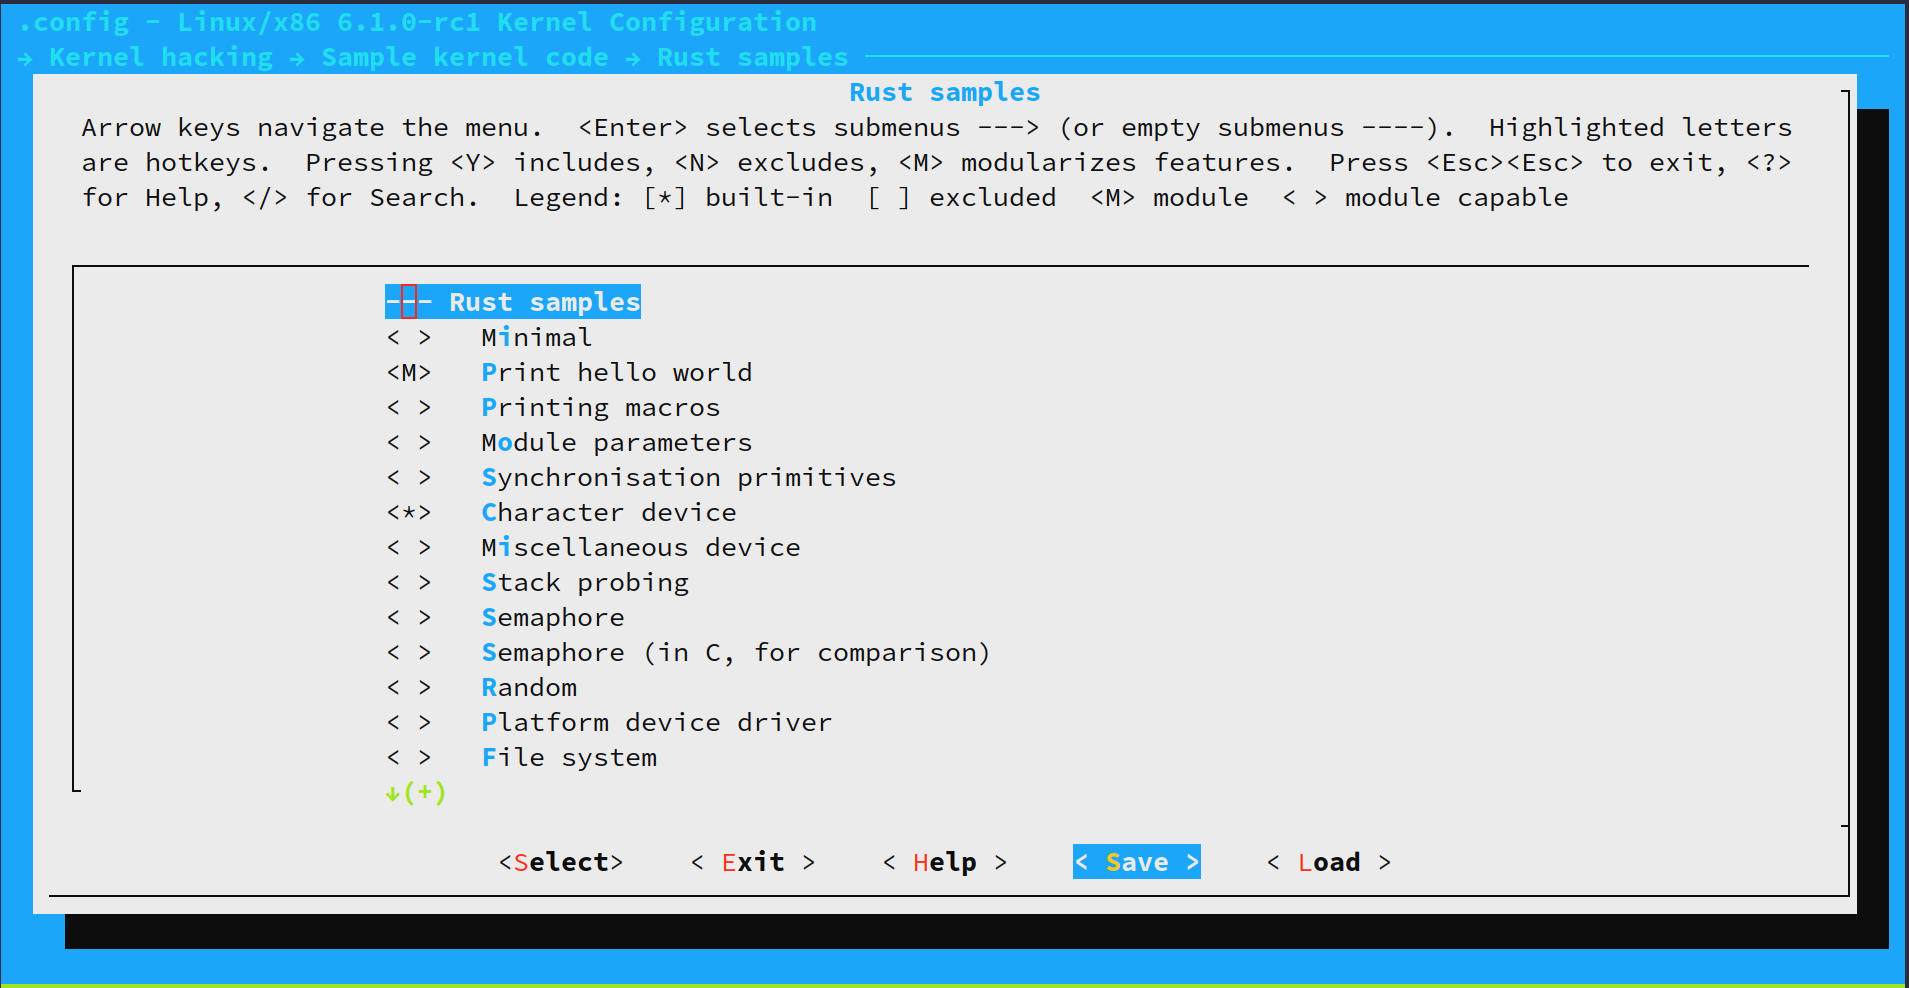 .config - Linux/x86 6.1.0-rc1 Kernel Configuration
→ Kernel hacking → Sample kernel code → Rust samples
Rust samples
Arrow keys navigate the menu.  <Enter> selects submenus ---> (or empty submenus ----).  Highlighted letters
are hotkeys.  Pressing <Y> includes, <N> excludes, <M> modularizes features.  Press <Esc><Esc> to exit, <?>
for Help, </> for Search.  Legend: [*] built-in  [ ] excluded  <M> module  < > module capable
--- Rust samples
< >   Minimal
<M>   Print hello world
< >   Printing macros
< >   Module parameters
< >   Synchronisation primitives
<*>   Character device
< >   Miscellaneous device
< >   Stack probing
< >   Semaphore
< >   Semaphore (in C, for comparison)
< >   Random
< >   Platform device driver
< >   File system
↓(+)
<Select>    < Exit >    < Help >    < Save >    < Load >